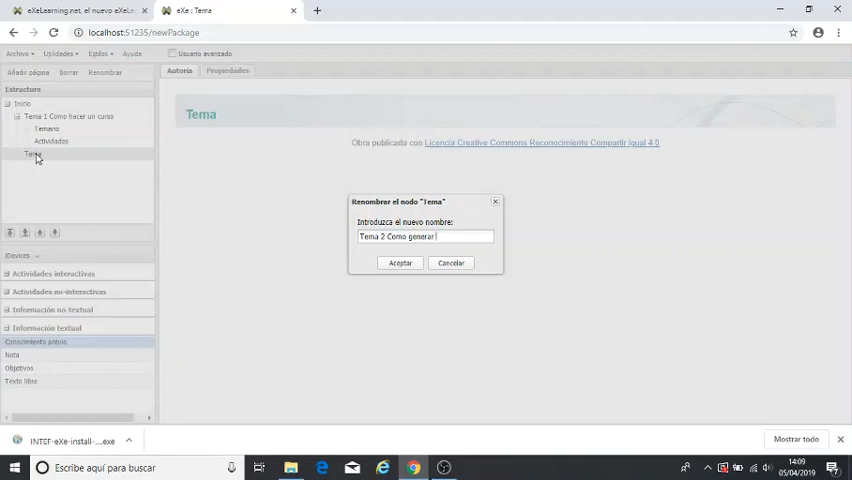 eXeLearning.net, el nuevo eXeLe
eXe : Tema
localhost:51235/newPackage
Archivo Utilidades Estilos Ayuda
Usuario avanzado
Añadir página Borrar Renombrar
Autoría Propiedades
Estructura
Inicio
Tema 1 Como hacer un curso
Temario
Actividades
Tema
Tema
Obra publicada con Licencia Creative Commons Reconocimiento Compartir igual 4.0
Renombrar el nodo "Tema"
Introduzca el nuevo nombre:
Tema 2 Como generar
Aceptar Cancelar
iDevices
Actividades interactivas
Actividades no-interactivas
Información no-textual
Información textual
Conocimiento previo
Nota
Objetivos
Texto libre
INTEF-eXe-install-....exe
Mostrar todo
Escribe aquí para buscar
14:09
05/04/2019